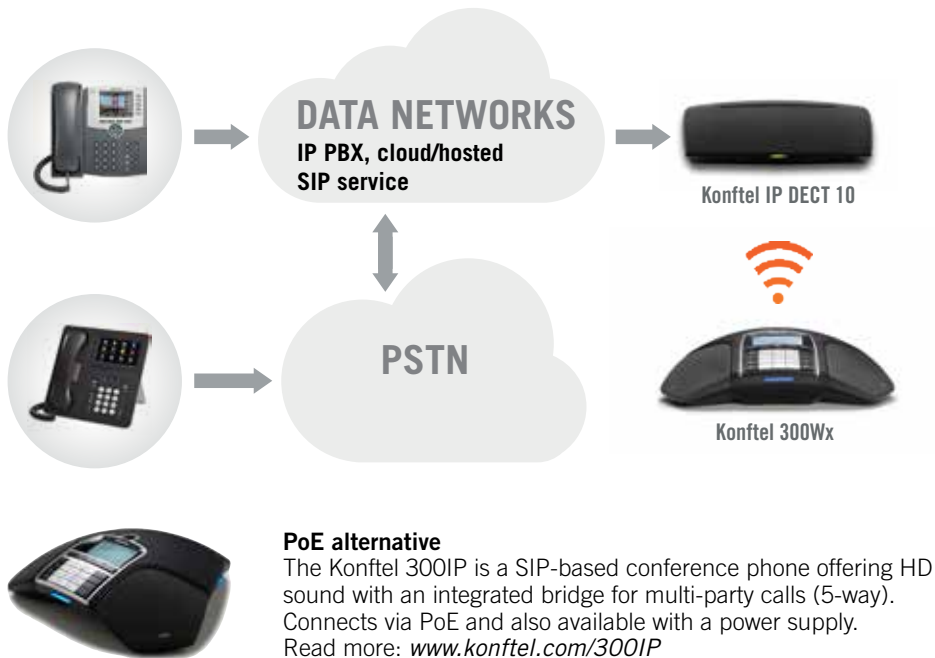 DATA NETWORKS
IP PBX, cloud/hosted
SIP service
Konftel IP DECT 10
PSTN
Konftel 300Wx
PoE alternative
The Konftel 300IP is a SIP-based conference phone offering HD
sound with an integrated bridge for multi-party calls (5-way).
Connects via PoE and also available with a power supply.
Read more: www.konftel.com/300IP